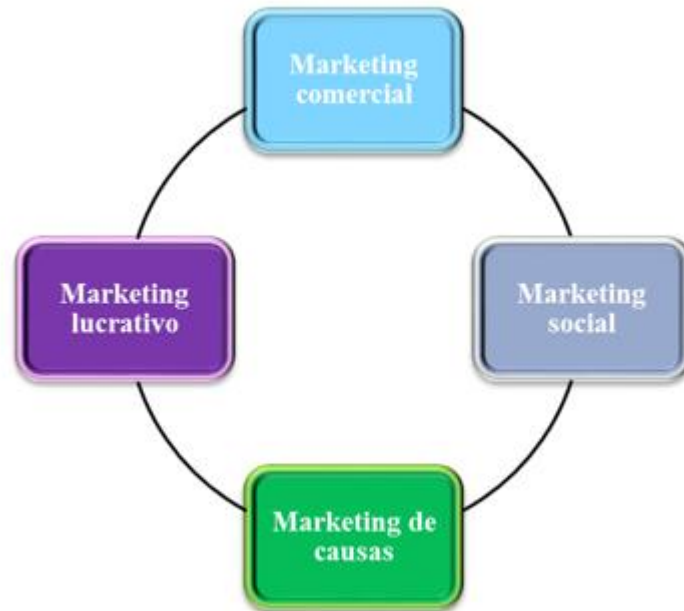 Marketing
comercial
Marketing
lucrativo
Marketing
social
Marketing de
causas